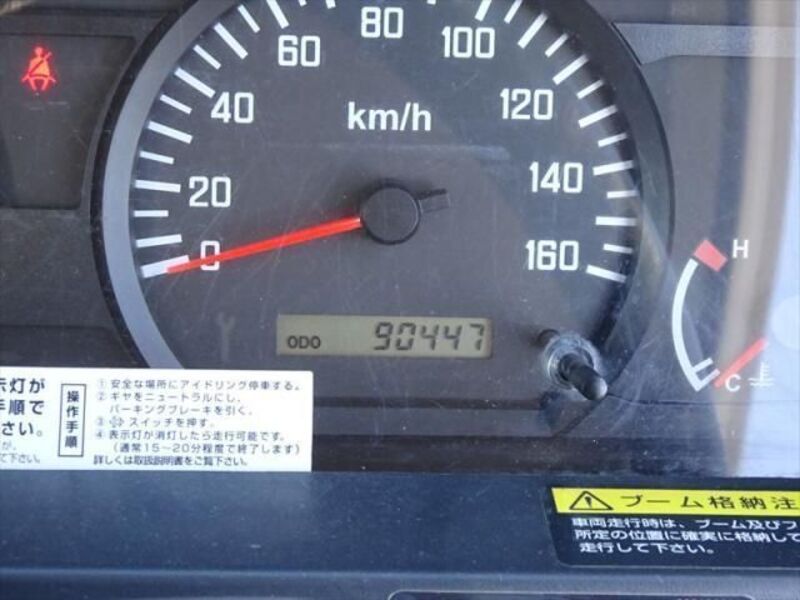 60
80
100
40
km/h
120
20
140
0
160
H
ODO 90447
C
示灯が
手順で
さい。
が、
て下さい。
操作手順
① 安全な場所にアイドリング停車する。
② ギヤをニュートラルにし、
パーキングブレーキを引く。
③ スイッチを押す。
④ 表示灯が消灯したら走行可能です。
(通常15〜20分程度で終了します)
詳しくは取扱説明書をご覧下さい。
ブーム格納注
車両走行時は、ブーム及びフ
所定の位置に確実に格納して
走行して下さい。